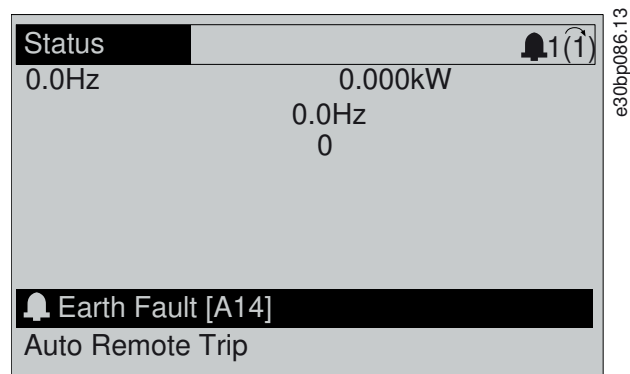 Status 1(1)
0.0Hz 0.000kW
0.0Hz
0
Earth Fault [A14]
Auto Remote Trip
e30bp086.13